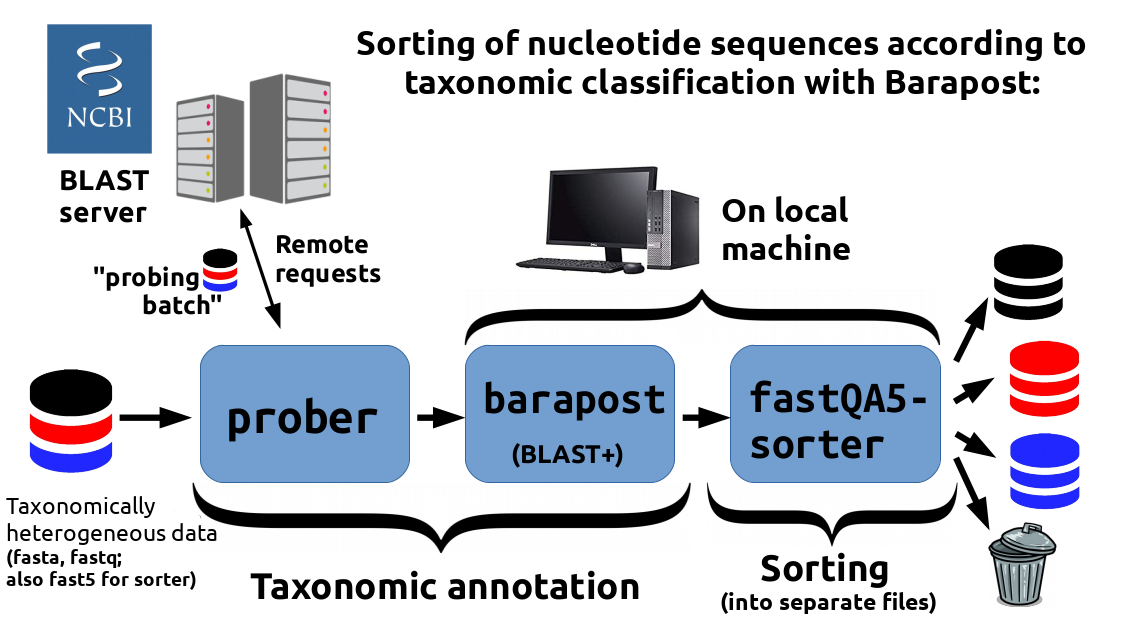 Sorting of nucleotide sequences according to
taxonomic classification with Barapost:
NCBI
BLAST
server
Remote
requests
"probing
batch"
On local
machine
prober
barapost
(BLAST+)
fastQA5-
sorter
Taxonomically
heterogeneous data
(fasta, fastq;
also fast5 for sorter)
Taxonomic annotation
Sorting
(into separate files)